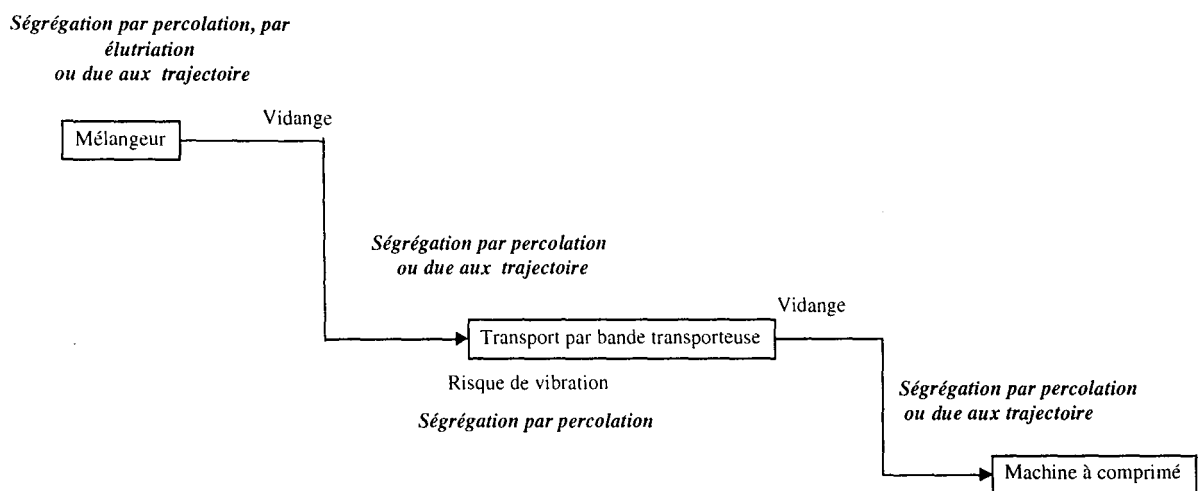 Ségrégation par percolation, par
élutriation
ou due aux trajectoire
Vidange
Mélangeur
Ségrégation par percolation
ou due aux trajectoire
Vidange
Transport par bande transporteuse
Risque de vibration
Ségrégation par percolation
Ségrégation par percolation
ou due aux trajectoire
Machine à comprimé